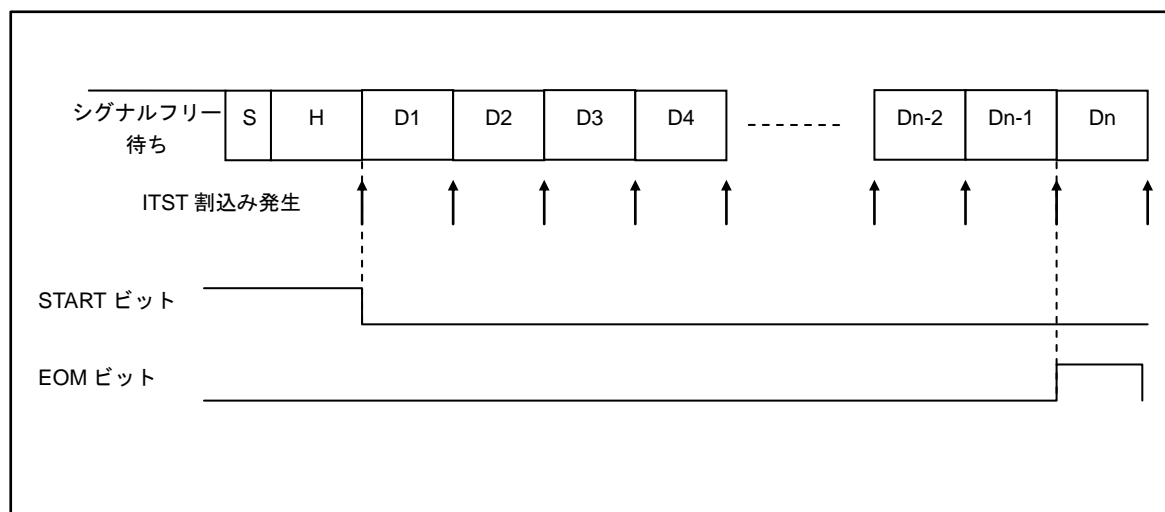 シグナルフリー
待ち
S H D1 D2 D3 D4 Dn-2 Dn-1 Dn
ITST 割込み発生
START ビット
EOM ビット